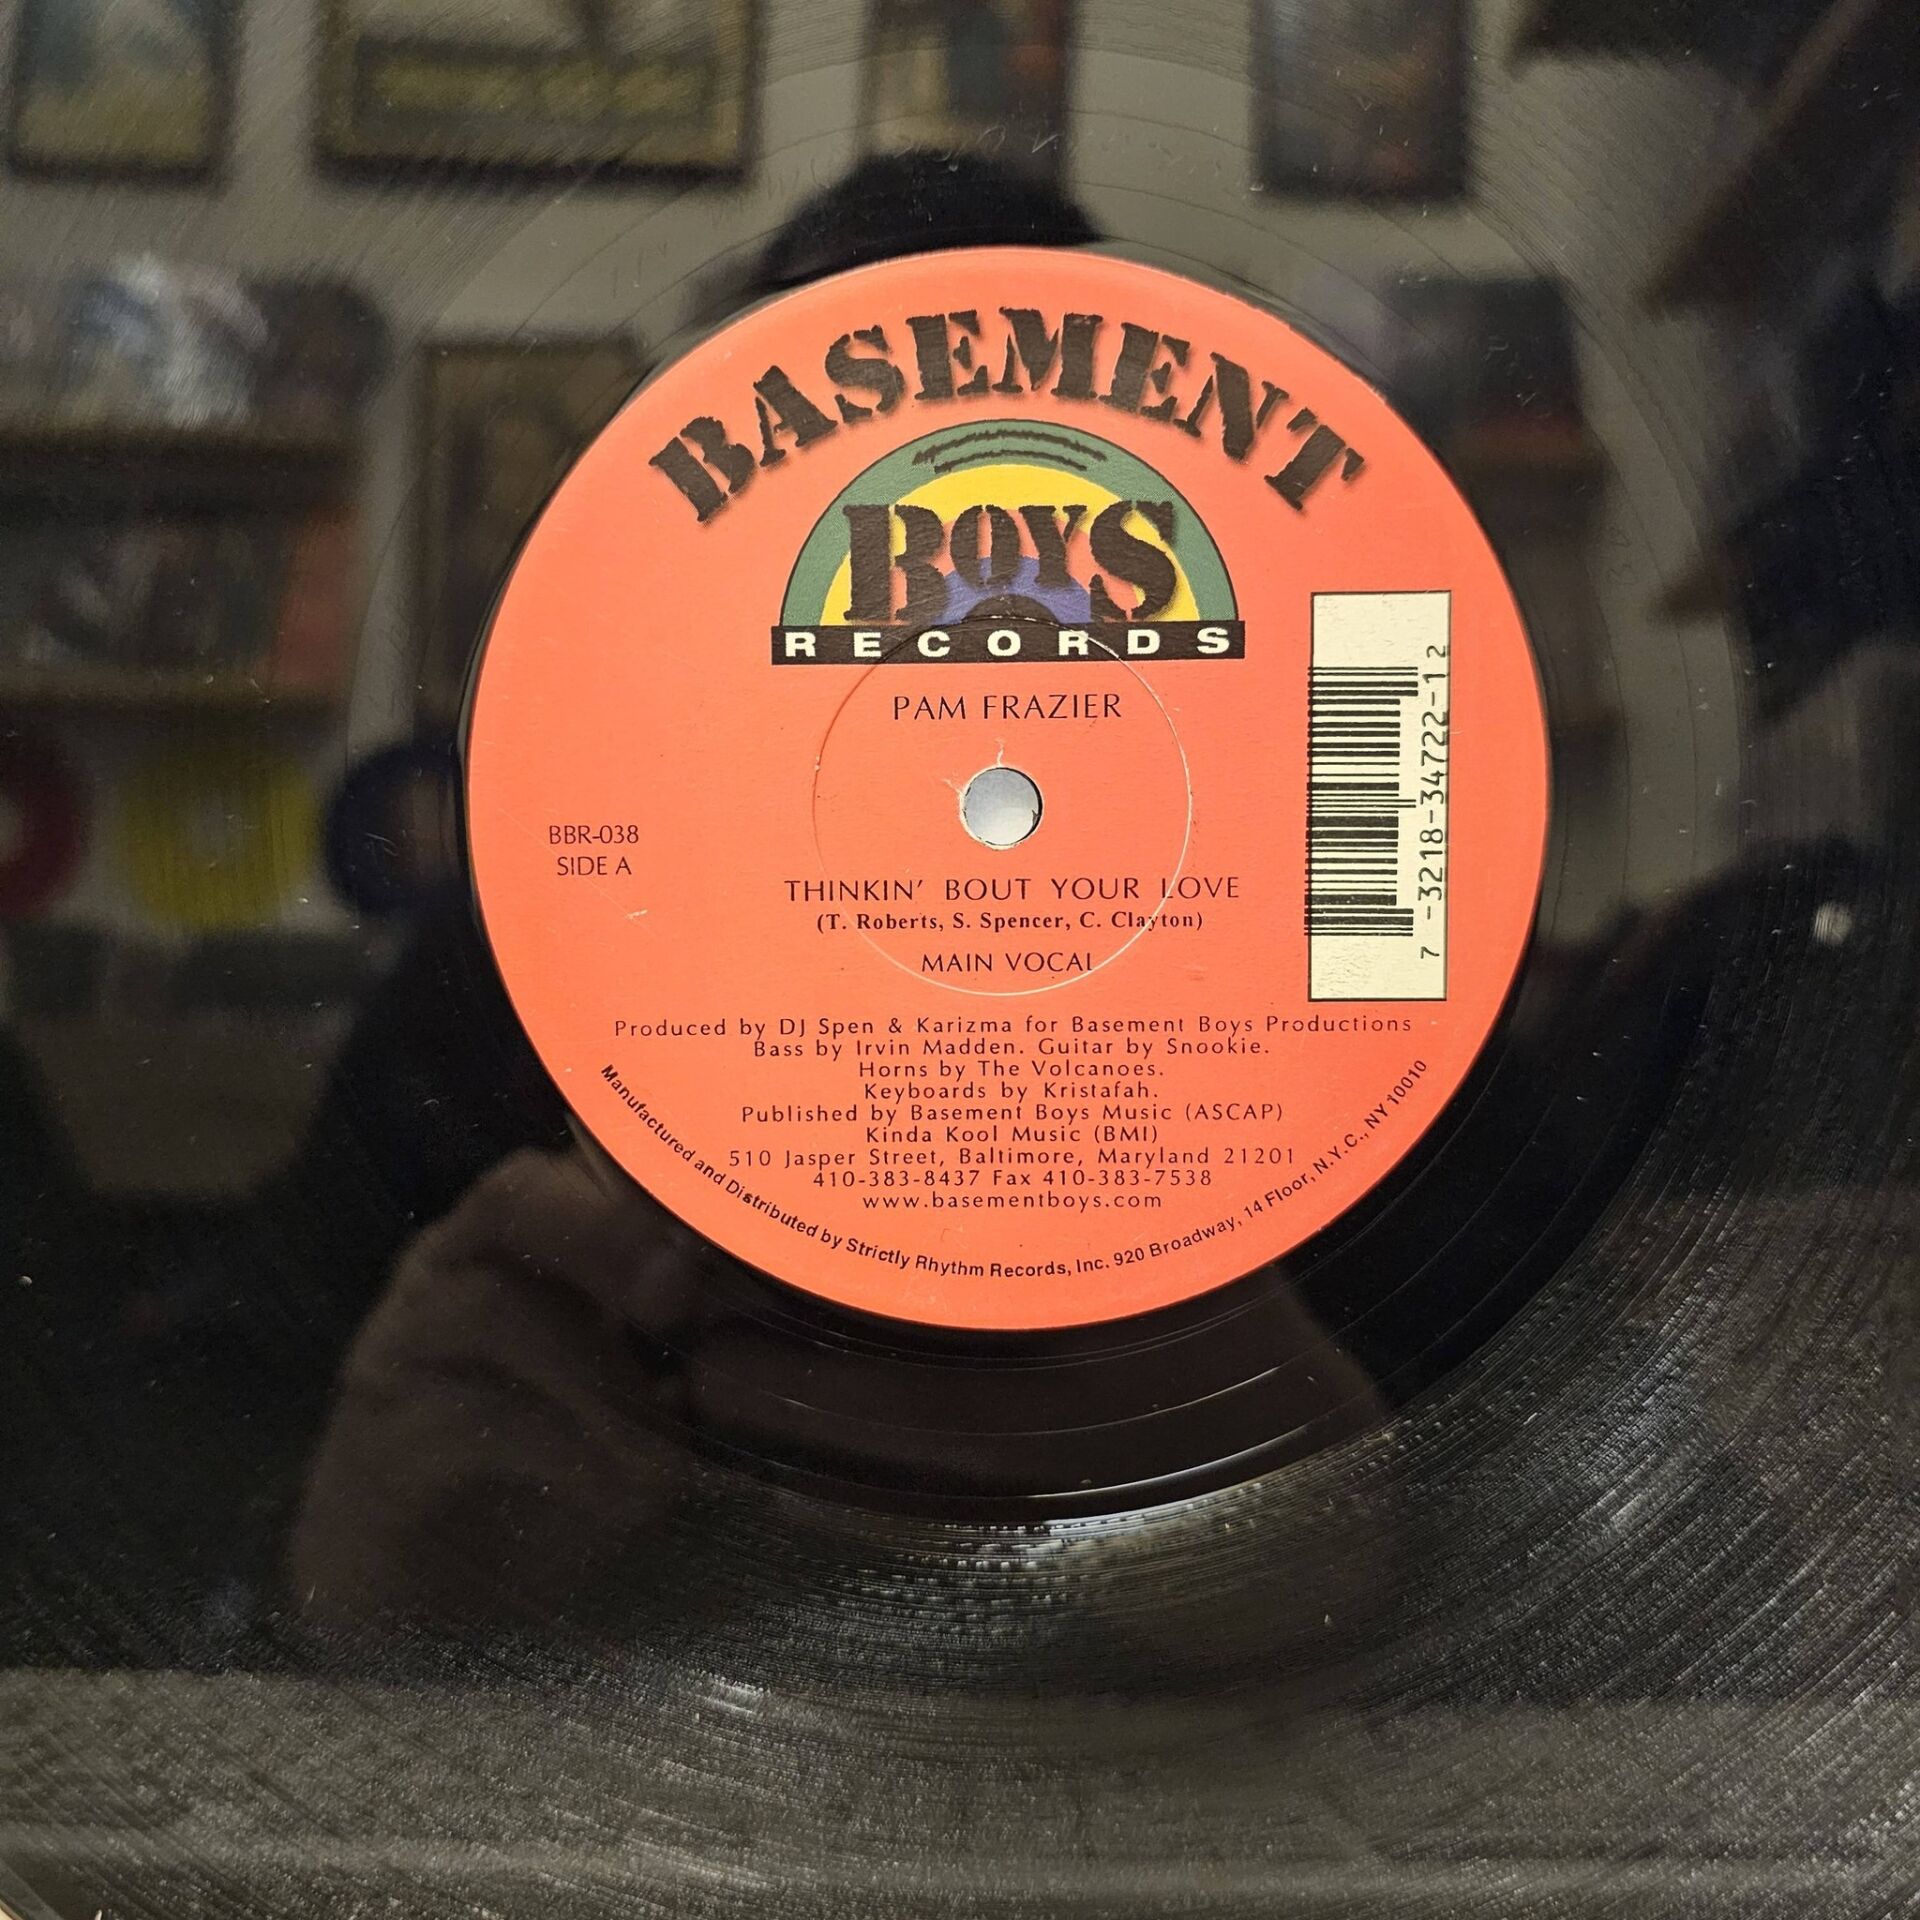 BASEMENT
BOYS
RECORDS
PAM FRAZIER
BBR-038
SIDE A
THINKIN' BOUT YOUR LOVE
(T. Roberts, S. Spencer, C. Clayton)
MAIN VOCAL
7 -3218-34722-1 2
Produced by DJ Spen & Karizma for Basement Boys Productions
Bass by Irvin Madden. Guitar by Snookie.
Horns by The Volcanoes.
Keyboards by Kristafah.
Published by Basement Boys Music (ASCAP)
Kinda Kool Music (BMI)
510 Jasper Street, Baltimore, Maryland 21201
410-383-8437 Fax 410-383-7538
www.basementboys.com
Manufactured and Distributed by Strictly Rhythm Records, Inc. 920 Broadway, 14 Floor, N.Y.C., NY 10010